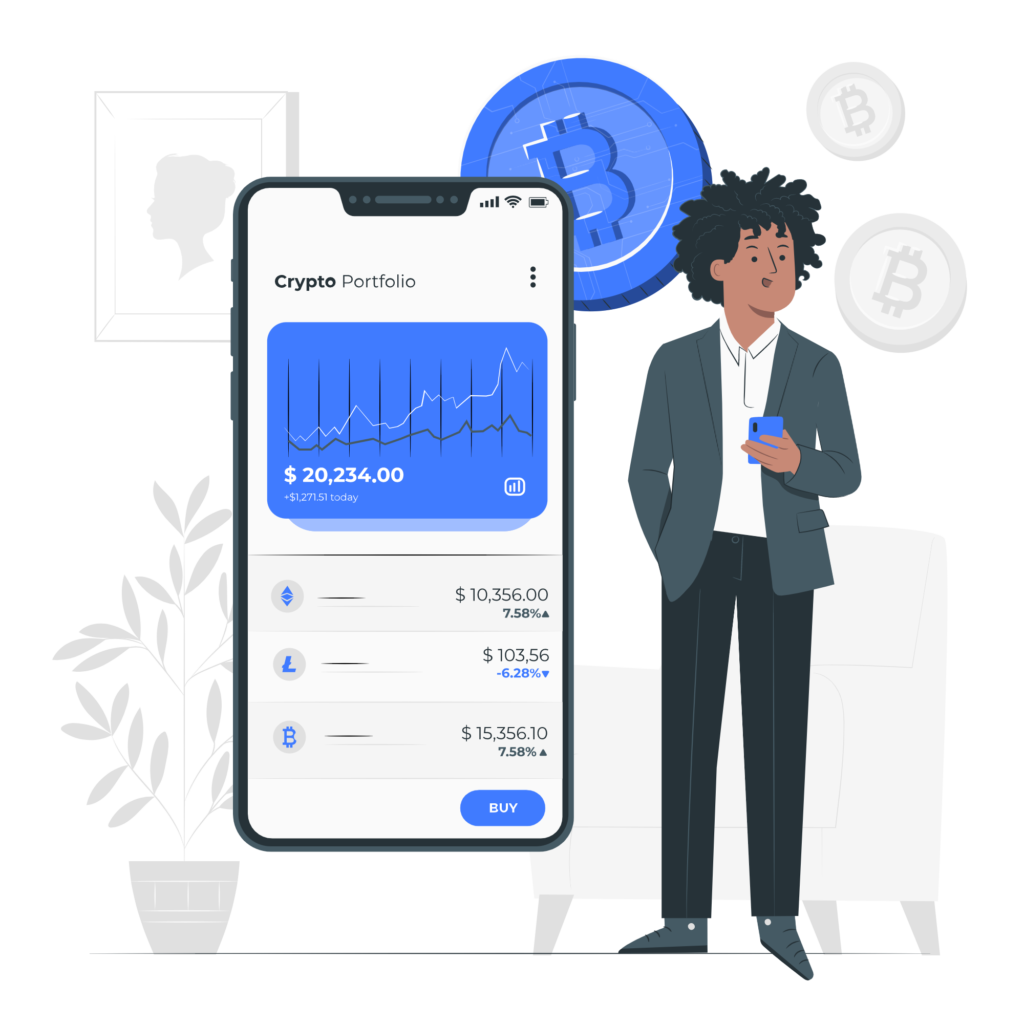 Crypto Portfolio
$ 20,234.00
+$1,271.51 today
$ 10,356.00
7.58%▲
$ 103,56
-6.28%▼
$ 15,356.10
7.58% ▲
BUY